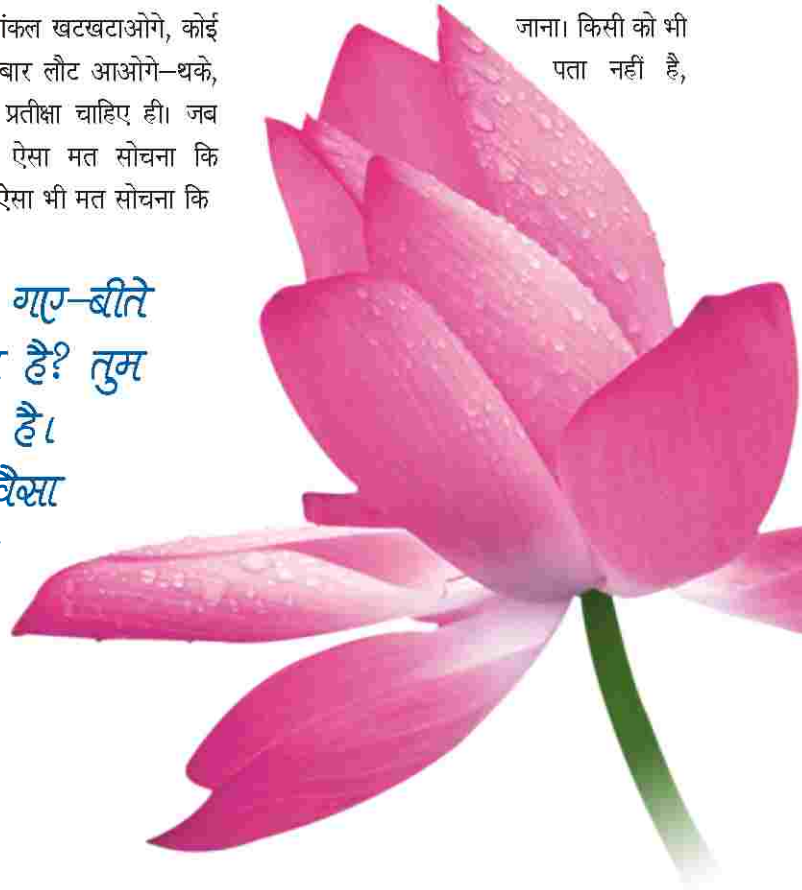 सांकल खटखटाओगे, कोई
बार लौट आओगे–थके,
प्रतीक्षा चाहिए ही। जब
ऐसा मत सोचना कि
ऐसा भी मत सोचना कि
गए–बीते
है? तुम
है।
वैसा
जाना। किसी को भी
पता नहीं है,